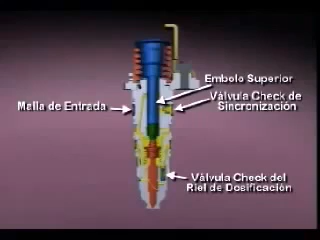 Embolo Superior
Malla de Entrada
Válvula Check de
Sincronización
Válvula Check del
Riel de Dosificación